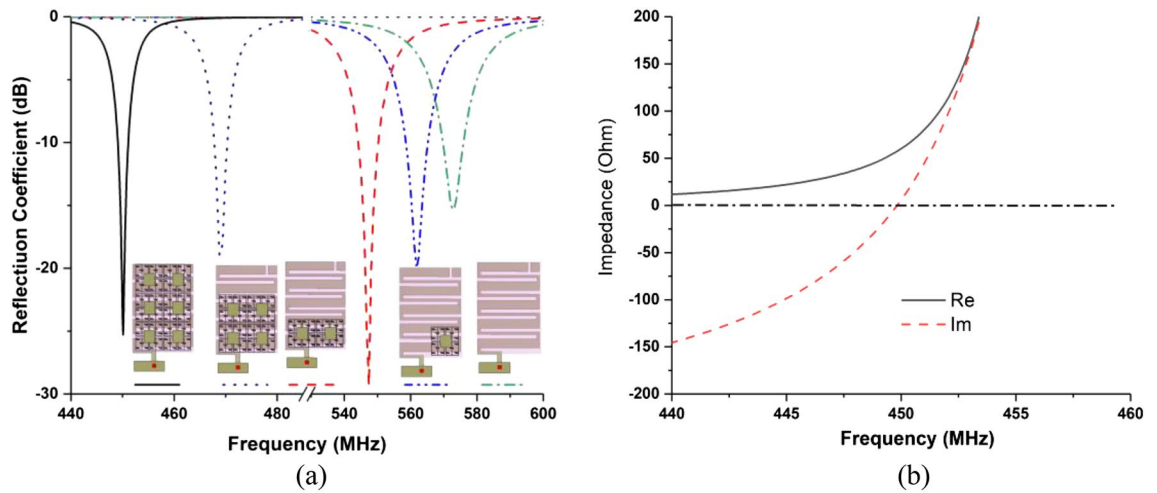 0
-10
-20
-30
Reflectiuon Coefficient (dB)
440 460 480 540 560 580 600
Frequency (MHz)
(a)
200
150
100
50
0
-50
-100
-150
-200
Impedance (Ohm)
Re
Im
440 445 450 455 460
Frequency (MHz)
(b)